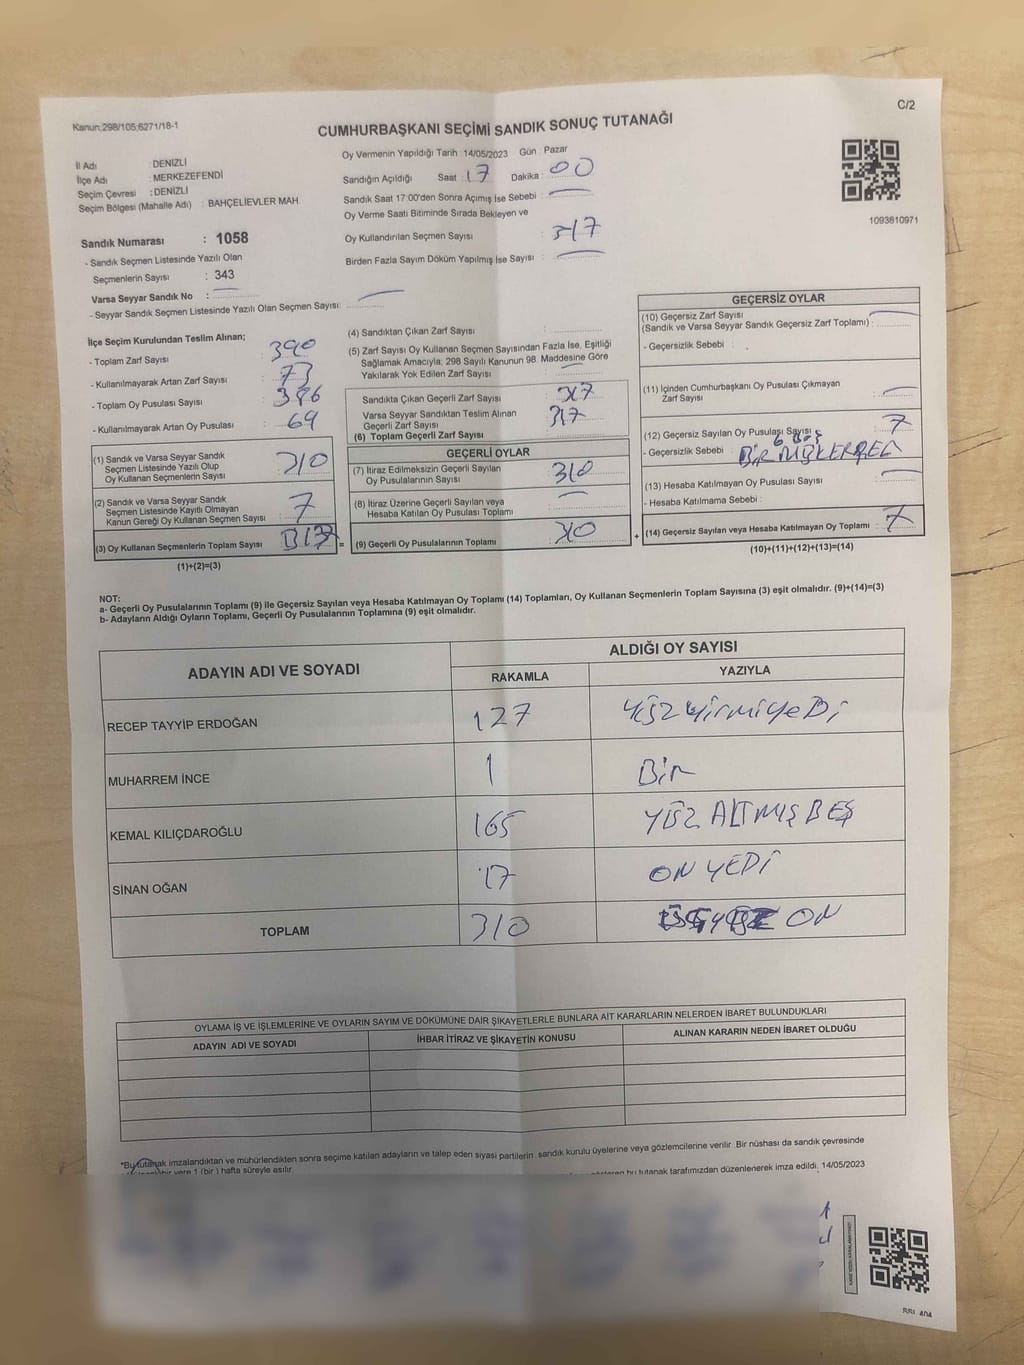 Kanun:298/105;6271/18-1
C/2
CUMHURBAŞKANI SEÇİMİ SANDIK SONUÇ TUTANAĞI
İl Adı : DENİZLİ
İlçe Adı : MERKEZEFENDİ
Seçim Çevresi : DENİZLİ
Seçim Bölgesi (Mahalle Adı) : BAHÇELİEVLER MAH.
Sandık Numarası : 1058
- Sandık Seçmen Listesinde Yazılı Olan
Seçmenlerin Sayısı : 343
Varsa Seyyar Sandık No :
- Seyyar Sandık Seçmen Listesinde Yazılı Olan Seçmen Sayısı:
Oy Vermenin Yapıldığı Tarih :14/05/2023 Gün : Pazar
Sandığın Açıldığı Saat : 17 Dakika : 00
Sandık Saat 17:00'den Sonra Açımış İse Sebebi :
Oy Verme Saati Bitiminde Sırada Bekleyen ve
Oy Kullandırılan Seçmen Sayısı : 317
Birden Fazla Sayım Döküm Yapılmış İse Sayısı :
1093810971
İlçe Seçim Kurulundan Teslim Alınan;
- Toplam Zarf Sayısı : 390
- Kullanılmayarak Artan Zarf Sayısı : 73
- Toplam Oy Pusulası Sayısı : 386
- Kullanılmayarak Artan Oy Pusulası : 69
(1) Sandık ve Varsa Seyyar Sandık
Seçmen Listesinde Yazılı Olup
Oy Kullanan Seçmenlerin Sayısı : 310
(2) Sandık ve Varsa Seyyar Sandık
Seçmen Listesinde Kayıtlı Olmayan
Kanun Gereği Oy Kullanan Seçmen Sayısı : 7
(3) Oy Kullanan Seçmenlerin Toplam Sayısı : 317 =
(1)+(2)=(3)
(4) Sandıktan Çıkan Zarf Sayısı :
(5) Zarf Sayısı Oy Kullanan Seçmen Sayısından Fazla İse, Eşitliği
Sağlamak Amacıyla; 298 Sayılı Kanunun 98. Maddesine Göre
Yakılarak Yok Edilen Zarf Sayısı :
Sandıkta Çıkan Geçerli Zarf Sayısı : 317
Varsa Seyyar Sandıktan Teslim Alınan
Geçerli Zarf Sayısı : 317
(6) Toplam Geçerli Zarf Sayısı :
GEÇERLİ OYLAR
(7) İtiraz Edilmeksizin Geçerli Sayılan
Oy Pusulalarının Sayısı : 310
(8) İtiraz Üzerine Geçerli Sayılan veya
Hesaba Katılan Oy Pusulası Toplamı :
(9) Geçerli Oy Pusulalarının Toplamı : 310 +
GEÇERSİZ OYLAR
(10) Geçersiz Zarf Sayısı
(Sandık ve Varsa Seyyar Sandık Geçersiz Zarf Toplamı) :
- Geçersizlik Sebebi :
(11) İçinden Cumhurbaşkanı Oy Pusulası Çıkmayan
Zarf Sayısı :
(12) Geçersiz Sayılan Oy Pusulası Sayısı : 7
- Geçersizlik Sebebi :
(13) Hesaba Katılmayan Oy Pusulası Sayısı :
- Hesaba Katılmama Sebebi :
(14) Geçersiz Sayılan veya Hesaba Katılmayan Oy Toplamı : 7
(10)+(11)+(12)+(13)=(14)
NOT:
a- Geçerli Oy Pusulalarının Toplamı (9) ile Geçersiz Sayılan veya Hesaba Katılmayan Oy Toplamı (14) Toplamları, Oy Kullanan Seçmenlerin Toplam Sayısına (3) eşit olmalıdır. (9)+(14)=(3)
b- Adayların Aldığı Oyların Toplamı, Geçerli Oy Pusulalarının Toplamına (9) eşit olmalıdır.
ADAYIN ADI VE SOYADI
ALDIĞI OY SAYISI
RAKAMLA YAZIYLA
RECEP TAYYİP ERDOĞAN 127 YÜZ YİRMİYEDİ
MUHARREM İNCE 1 BİR
KEMAL KILIÇDAROĞLU 165 YÜZ ALTMIŞ BEŞ
SİNAN OĞAN 17 ON YEDİ
TOPLAM 310 ÜÇYÜZ ON
OYLAMA İŞ VE İŞLEMLERİNE VE OYLARIN SAYIM VE DÖKÜMÜNE DAİR ŞİKAYETLERLE BUNLARA AİT KARARLARIN NELERDEN İBARET BULUNDUKLARI
ADAYIN ADI VE SOYADI
İHBAR İTİRAZ VE ŞİKAYETİN KONUSU
ALINAN KARARIN NEDEN İBARET OLDUĞU
*Bu tutanak imzalandıktan ve mühürlendikten sonra seçime katılan adayların ve talep eden siyasi partilerin sandık kurulu üyelerine veya gözlemcilerine verilir. Bir nüshası da sandık çevresinde
bir yere 1 (bir) hafta süreyle asılır.
bu tutanak tarafımızdan düzenlenerek imza edildi. 14/05/2023